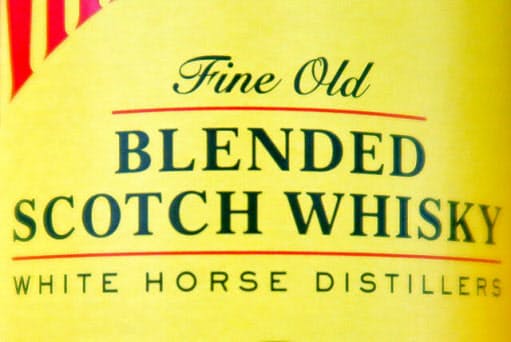 Fine Old
BLENDED
SCOTCH WHISKY
WHITE HORSE DISTILLERS